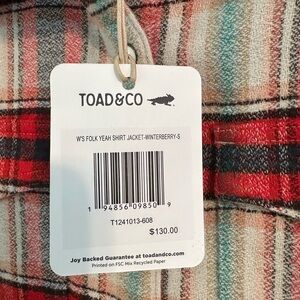 TOAD&CO
W'S FOLK YEAH SHIRT JACKET-WINTERBERRY-S
1 94856 09850 9
T1241013-608
$130.00
Joy Backed Guarantee at toadandco.com
Printed on FSC Mix Recycled Paper